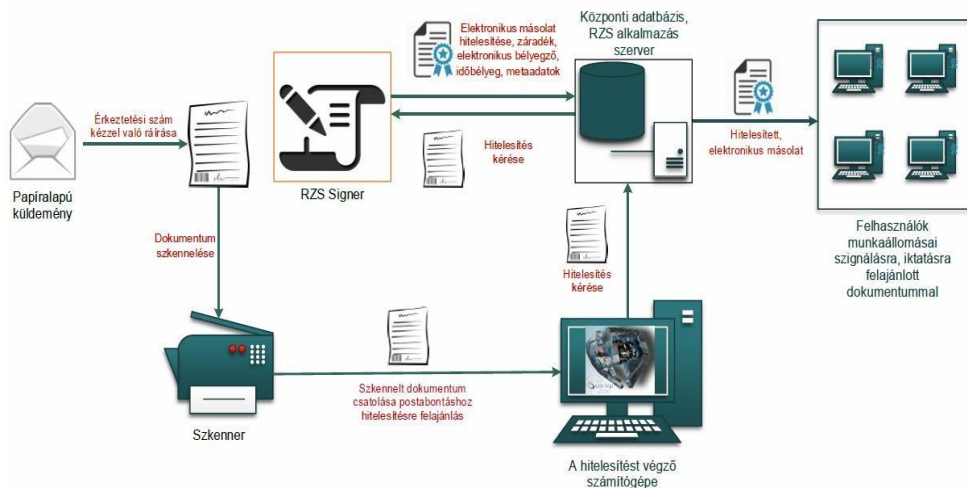 Elektronikus másolat
hitelesítése, záradék,
elektronikus bélyegző,
időbélyeg, metaadatok
Központi adatbázis,
RZS alkalmazás
szerver
Érkeztetési szám
kézzel való ráírása
Papíralapú
küldemény
RZS Signer
Hitelesítés
kérése
Hitelesített,
elektronikus másolat
Felhasználók
munkaállomásai
szignálásra, iktatásra
felajánlott
dokumentummal
Dokumentum
szkennelése
Hitelesítés
kérése
Szkennelt dokumentum
csatolása postabontáshoz
hitelesítésre felajánlás
Szkenner
A hitelesítést végző
számítógépe